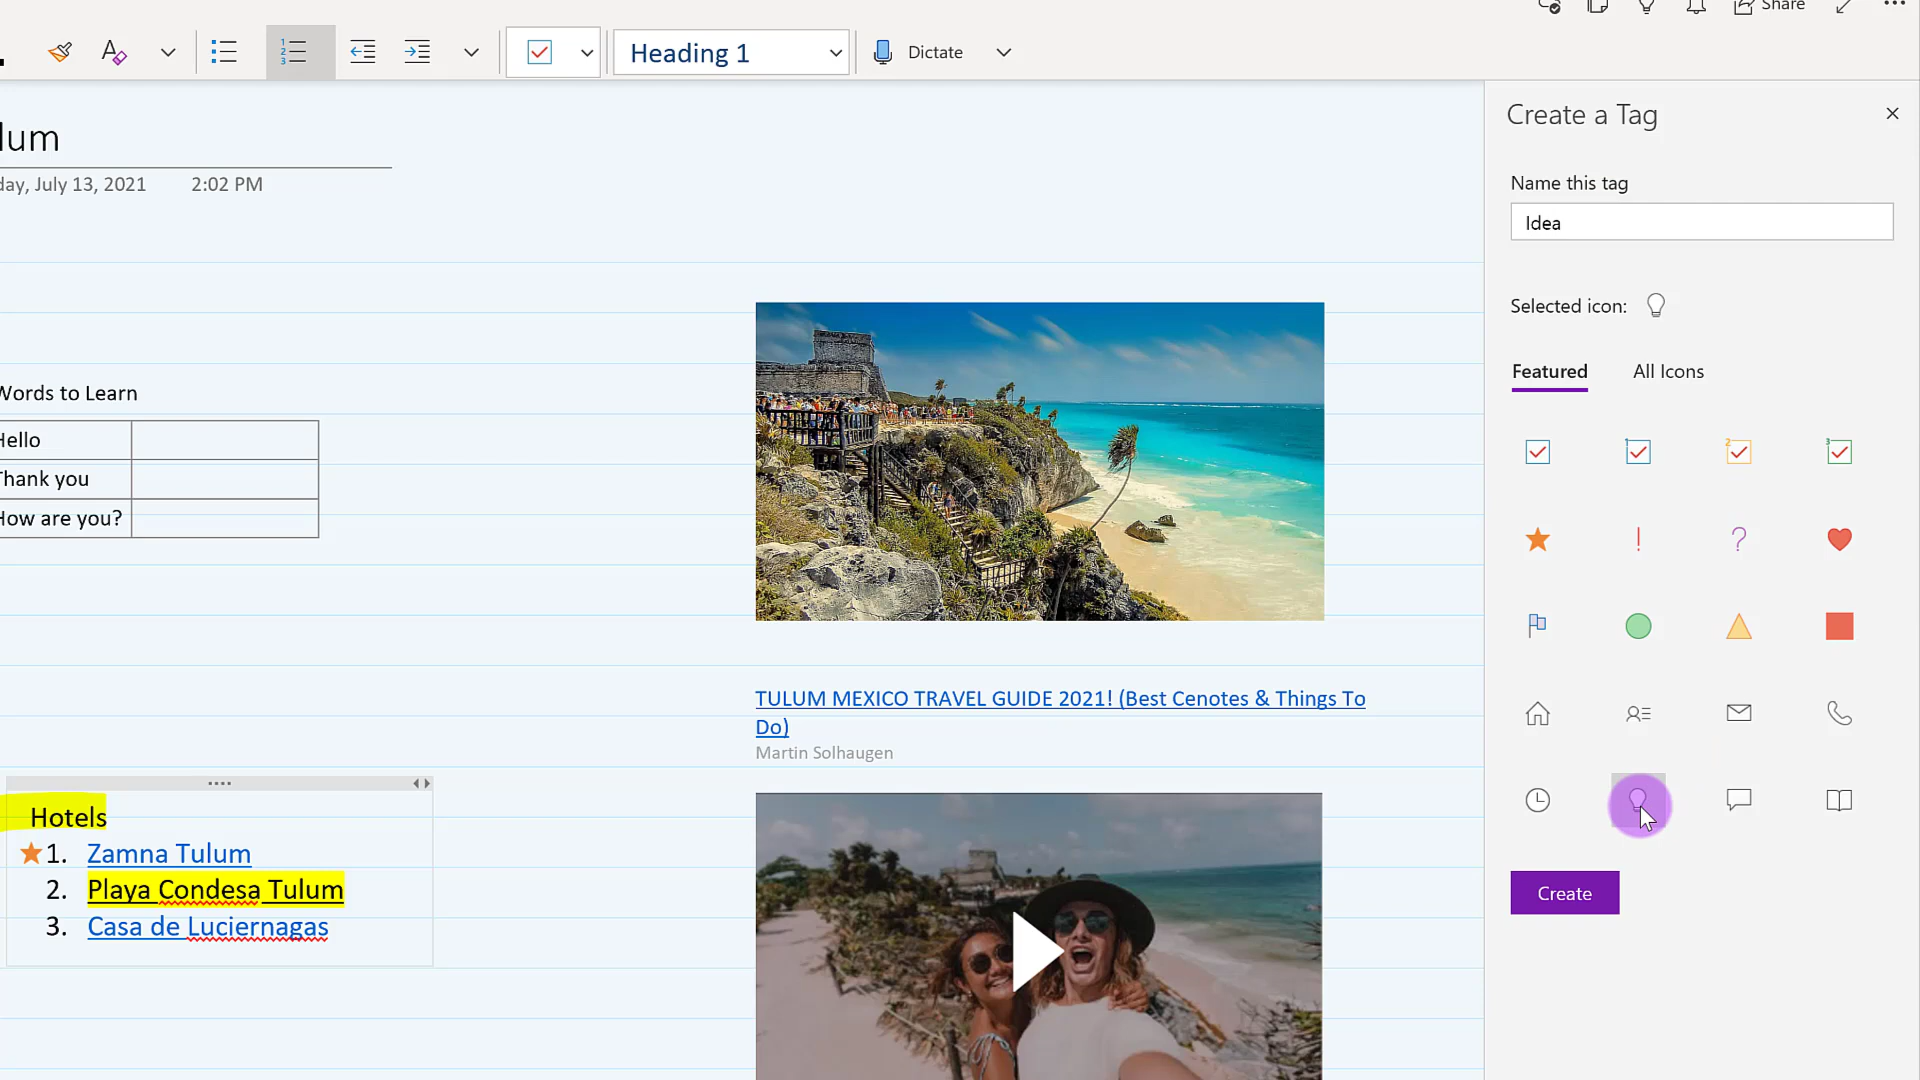 Share
Heading 1
Dictate
lum
day, July 13, 2021 2:02 PM
Words to Learn
Hello
Thank you
How are you?
TULUM MEXICO TRAVEL GUIDE 2021! (Best Cenotes & Things To
Do)
Martin Solhaugen
Hotels
1. Zamna Tulum
2. Playa Condesa Tulum
3. Casa de Luciernagas
Create a Tag
Name this tag
Idea
Selected icon:
Featured All Icons
Create